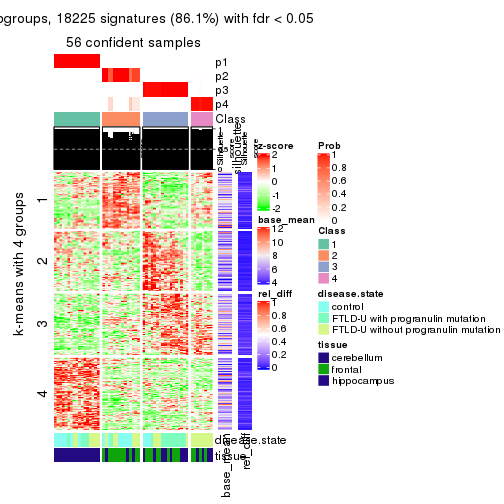 ogroups, 18225 signatures (86.1%) with fdr < 0.05
56 confident samples
p1
p2
p3
p4
Class
silhouette
Silhouette
score
k-means with 4 groups
1
2
3
4
disease.state
tissue
base_mean
rel_diff
z-score
2
1
0
-1
-2
base_mean
12
10
8
6
4
rel_diff
1
0.8
0.6
0.4
0.2
0
Prob
1
0.8
0.6
0.4
0.2
0
Class
1
2
3
4
disease.state
control
FTLD-U with progranulin mutation
FTLD-U without progranulin mutation
tissue
cerebellum
frontal
hippocampus